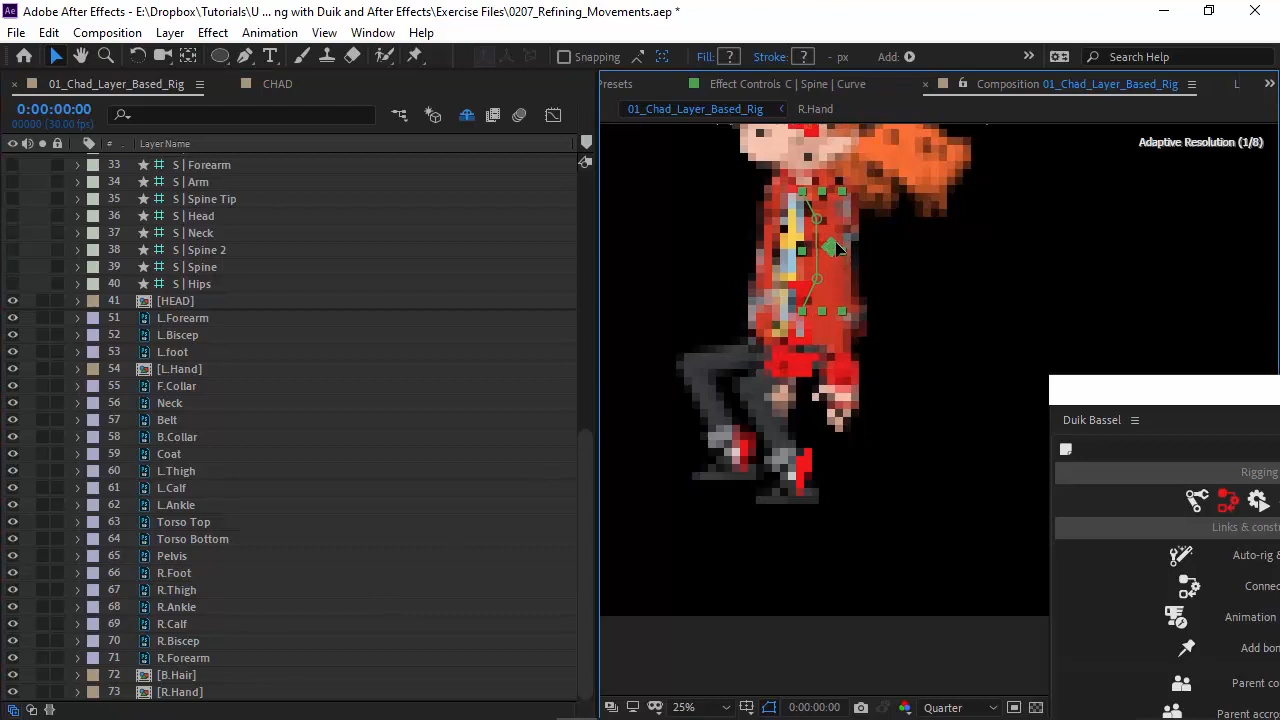 Adobe After Effects - E:\Dropbox\Tutorials\U ... ng with Duik and After Effects\Exercise Files\0207_Refining_Movements.aep *
File Edit Composition Layer Effect Animation View Window Help
Snapping Fill: ? Stroke: ? - px Add: Search Help
01_Chad_Layer_Based_Rig CHAD
resets Effect Controls C | Spine | Curve Composition 01_Chad_Layer_Based_Rig L
0:00:00:00
00000 (30.00 fps)
01_Chad_Layer_Based_Rig R.Hand
# Layer Name
Adaptive Resolution (1/8)
33 S | Forearm
34 S | Arm
35 S | Spine Tip
36 S | Head
37 S | Neck
38 S | Spine 2
39 S | Spine
40 S | Hips
41 [HEAD]
51 L.Forearm
52 L.Biscep
53 L.foot
54 [L.Hand]
55 F.Collar
56 Neck
57 Belt
58 B.Collar
59 Coat
60 L.Thigh
61 L.Calf
62 L.Ankle
63 Torso Top
64 Torso Bottom
65 Pelvis
66 R.Foot
67 R.Thigh
68 R.Ankle
69 R.Calf
70 R.Biscep
71 R.Forearm
72 [B.Hair]
73 [R.Hand]
Duik Bassel
Rigging
Links & constr
Auto-rig &
Connec
Animation
Add bon
Parent co
Parent acro
25% 0:00:00:00 Quarter